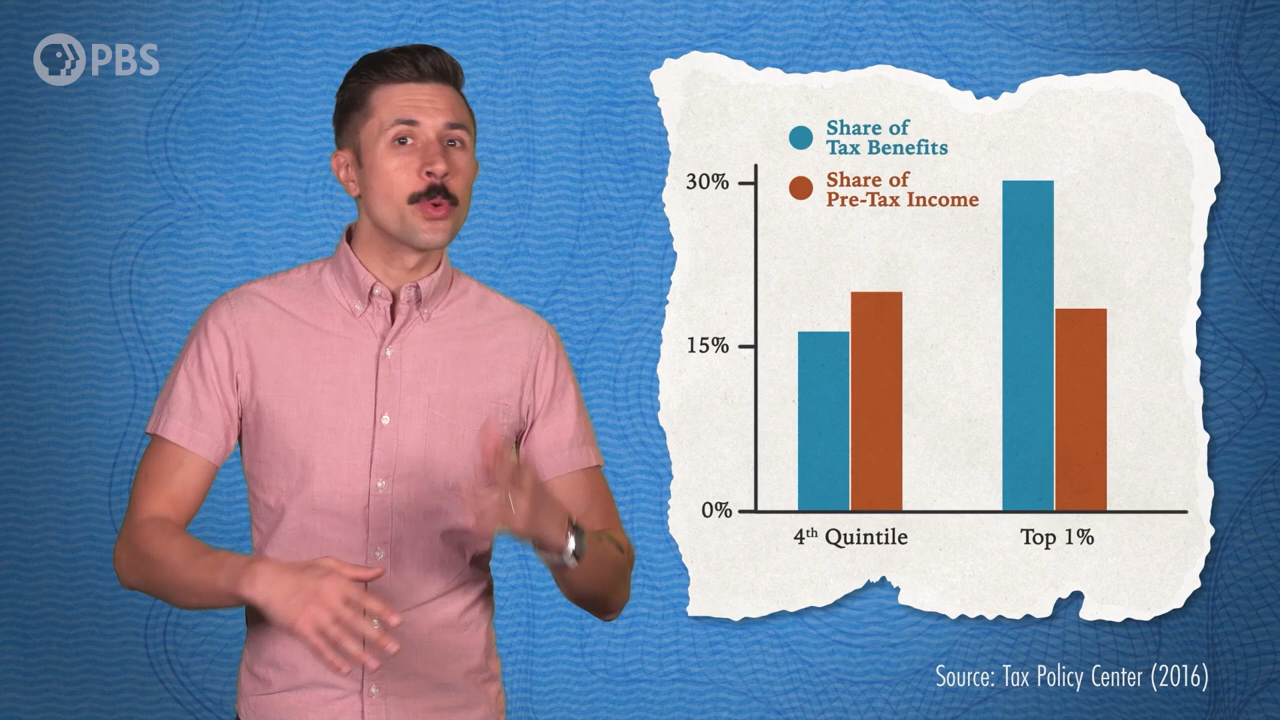 PBS
Share of
Tax Benefits
Share of
Pre-Tax Income
30%
15%
0%
4th Quintile
Top 1%
Source: Tax Policy Center (2016)